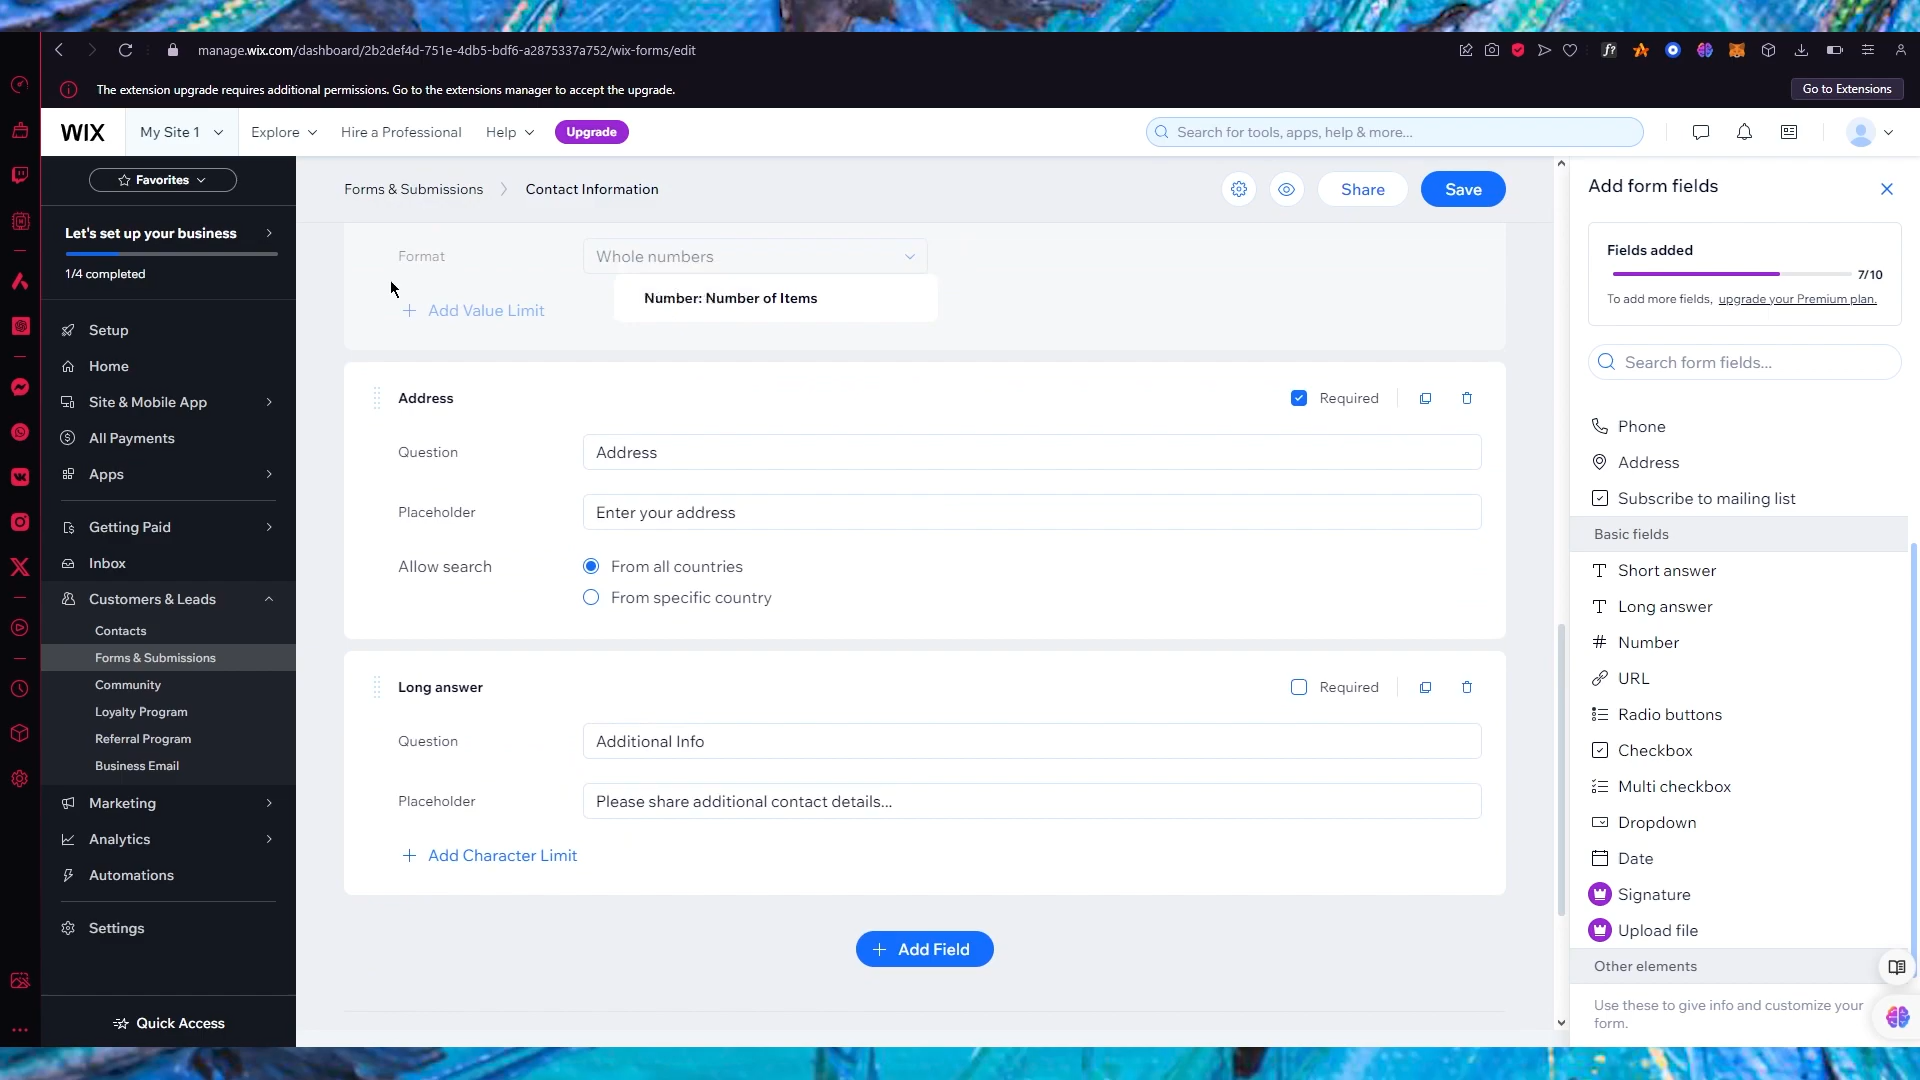 manage.wix.com/dashboard/2b2def4d-751e-4db5-bdf6-a2875337a752/wix-forms/edit
The extension upgrade requires additional permissions. Go to the extensions manager to accept the upgrade.
Go to Extensions
WIX
My Site 1
Explore
Hire a Professional
Help
Upgrade
Search for tools, apps, help & more...
Favorites
Let's set up your business
1/4 completed
Setup
Home
Site & Mobile App
All Payments
Apps
Getting Paid
Inbox
Customers & Leads
Contacts
Forms & Submissions
Community
Loyalty Program
Referral Program
Business Email
Marketing
Analytics
Automations
Settings
Quick Access
Forms & Submissions
Contact Information
Share
Save
Format
Whole numbers
Number: Number of Items
Add Value Limit
Address
Required
Question
Address
Placeholder
Enter your address
Allow search
From all countries
From specific country
Long answer
Required
Question
Additional Info
Placeholder
Please share additional contact details...
Add Character Limit
Add Field
Add form fields
Fields added
7/10
To add more fields, upgrade your Premium plan.
Search form fields...
Phone
Address
Subscribe to mailing list
Basic fields
Short answer
Long answer
Number
URL
Radio buttons
Checkbox
Multi checkbox
Dropdown
Date
Signature
Upload file
Other elements
Use these to give info and customize your
form.